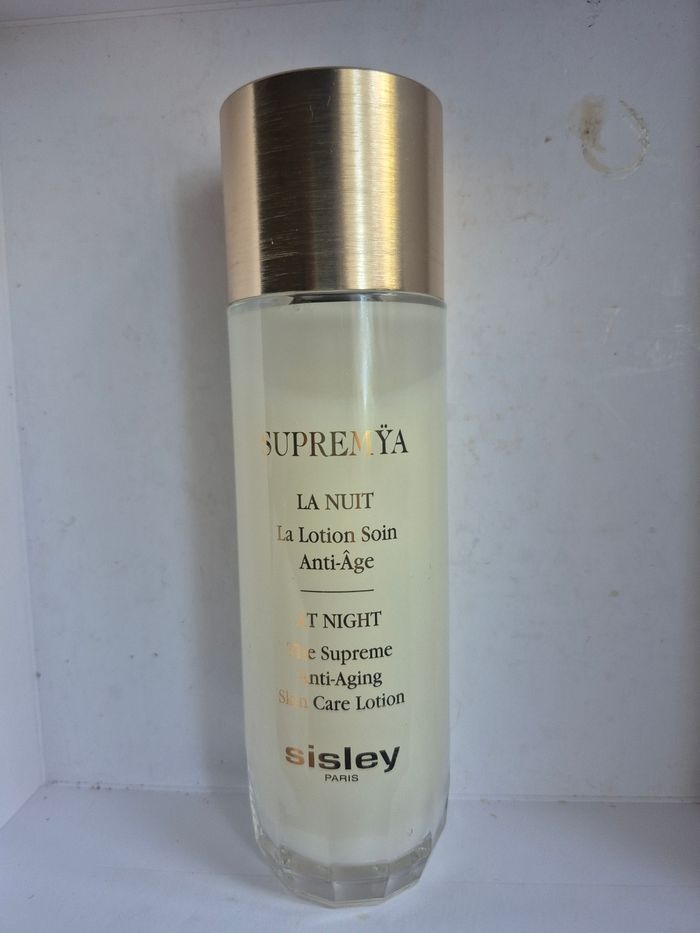 SUPREMŸA
LA NUIT
La Lotion Soin
Anti-Âge
AT NIGHT
The Supreme
Anti-Aging
Skin Care Lotion
sisley
PARIS